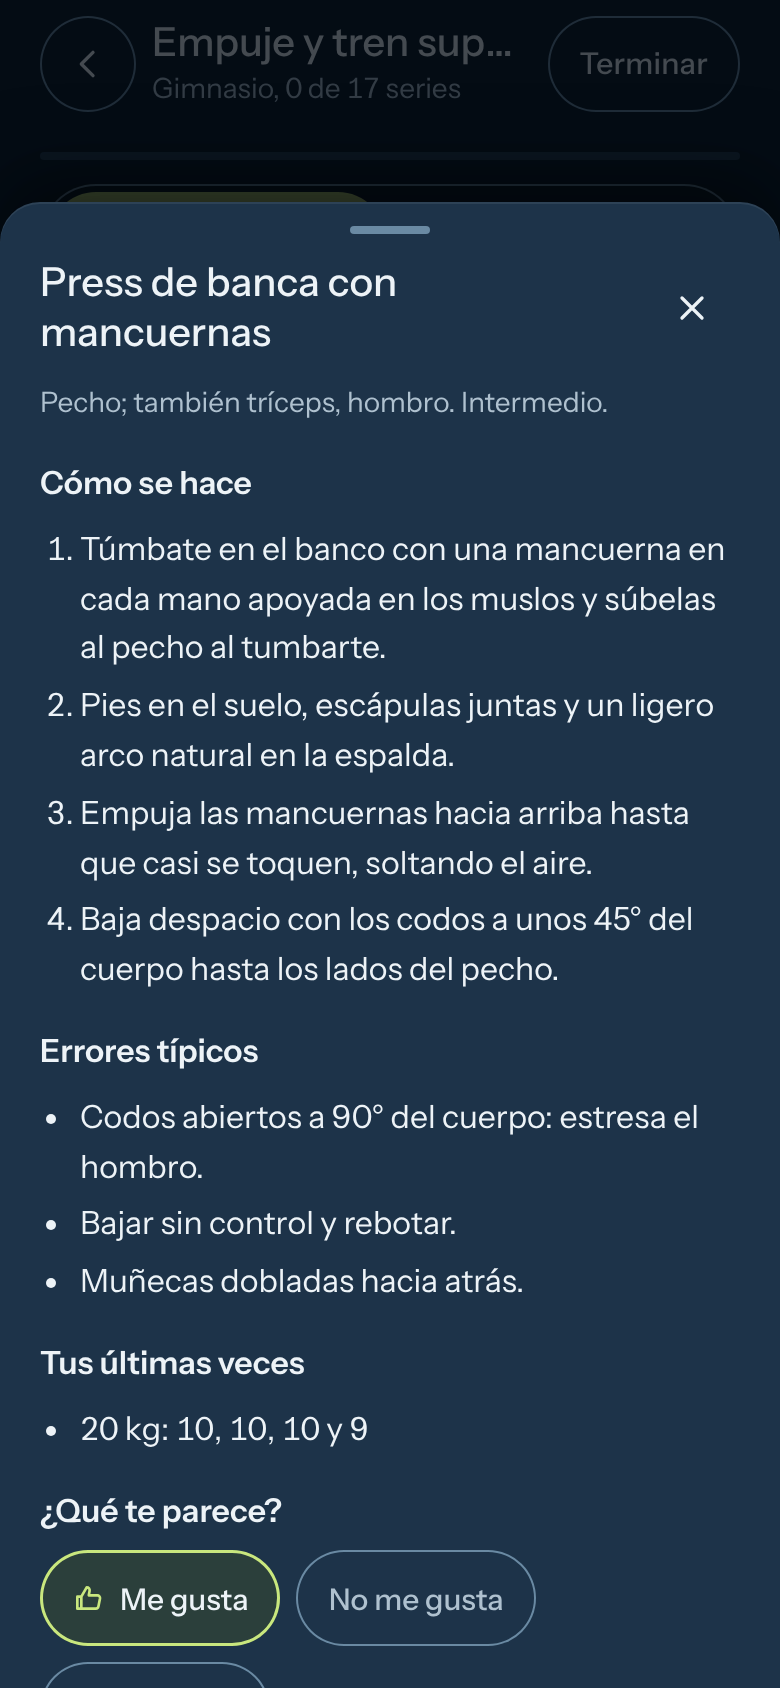 Empuje y tren sup...
Gimnasio, 0 de 17 series
Terminar
Press de banca con
mancuernas
Pecho; también tríceps, hombro. Intermedio.
Cómo se hace
1. Túmbate en el banco con una mancuerna en
cada mano apoyada en los muslos y súbelas
al pecho al tumbarte.
2. Pies en el suelo, escápulas juntas y un ligero
arco natural en la espalda.
3. Empuja las mancuernas hacia arriba hasta
que casi se toquen, soltando el aire.
4. Baja despacio con los codos a unos 45° del
cuerpo hasta los lados del pecho.
Errores típicos
• Codos abiertos a 90° del cuerpo: estresa el
hombro.
• Bajar sin control y rebotar.
• Muñecas dobladas hacia atrás.
Tus últimas veces
• 20 kg: 10, 10, 10 y 9
¿Qué te parece?
Me gusta
No me gusta